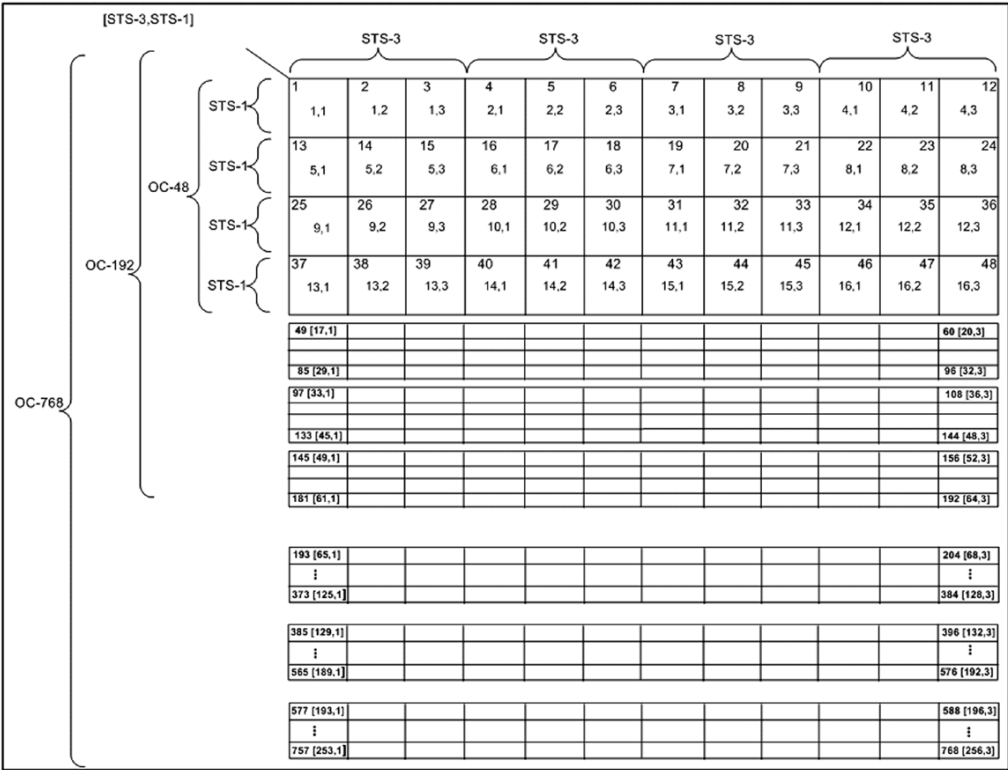 [STS-3,STS-1]
STS-3 STS-3 STS-3 STS-3
1 2 3 4 5 6 7 8 9 10 11 12
STS-1 1,1 1,2 1,3 2,1 2,2 2,3 3,1 3,2 3,3 4,1 4,2 4,3
13 14 15 16 17 18 19 20 21 22 23 24
STS-1 5,1 5,2 5,3 6,1 6,2 6,3 7,1 7,2 7,3 8,1 8,2 8,3
OC-48
25 26 27 28 29 30 31 32 33 34 35 36
STS-1 9,1 9,2 9,3 10,1 10,2 10,3 11,1 11,2 11,3 12,1 12,2 12,3
OC-192
37 38 39 40 41 42 43 44 45 46 47 48
STS-1 13,1 13,2 13,3 14,1 14,2 14,3 15,1 15,2 15,3 16,1 16,2 16,3
49 [17,1] 60 [20,3]
85 [29,1] 96 [32,3]
97 [33,1] 108 [36,3]
OC-768
133 [45,1] 144 [48,3]
145 [49,1] 156 [52,3]
181 [61,1] 192 [64,3]
193 [65,1] 204 [68,3]
373 [125,1] 384 [128,3]
385 [129,1] 396 [132,3]
565 [189,1] 576 [192,3]
577 [193,1] 588 [196,3]
757 [253,1] 768 [256,3]